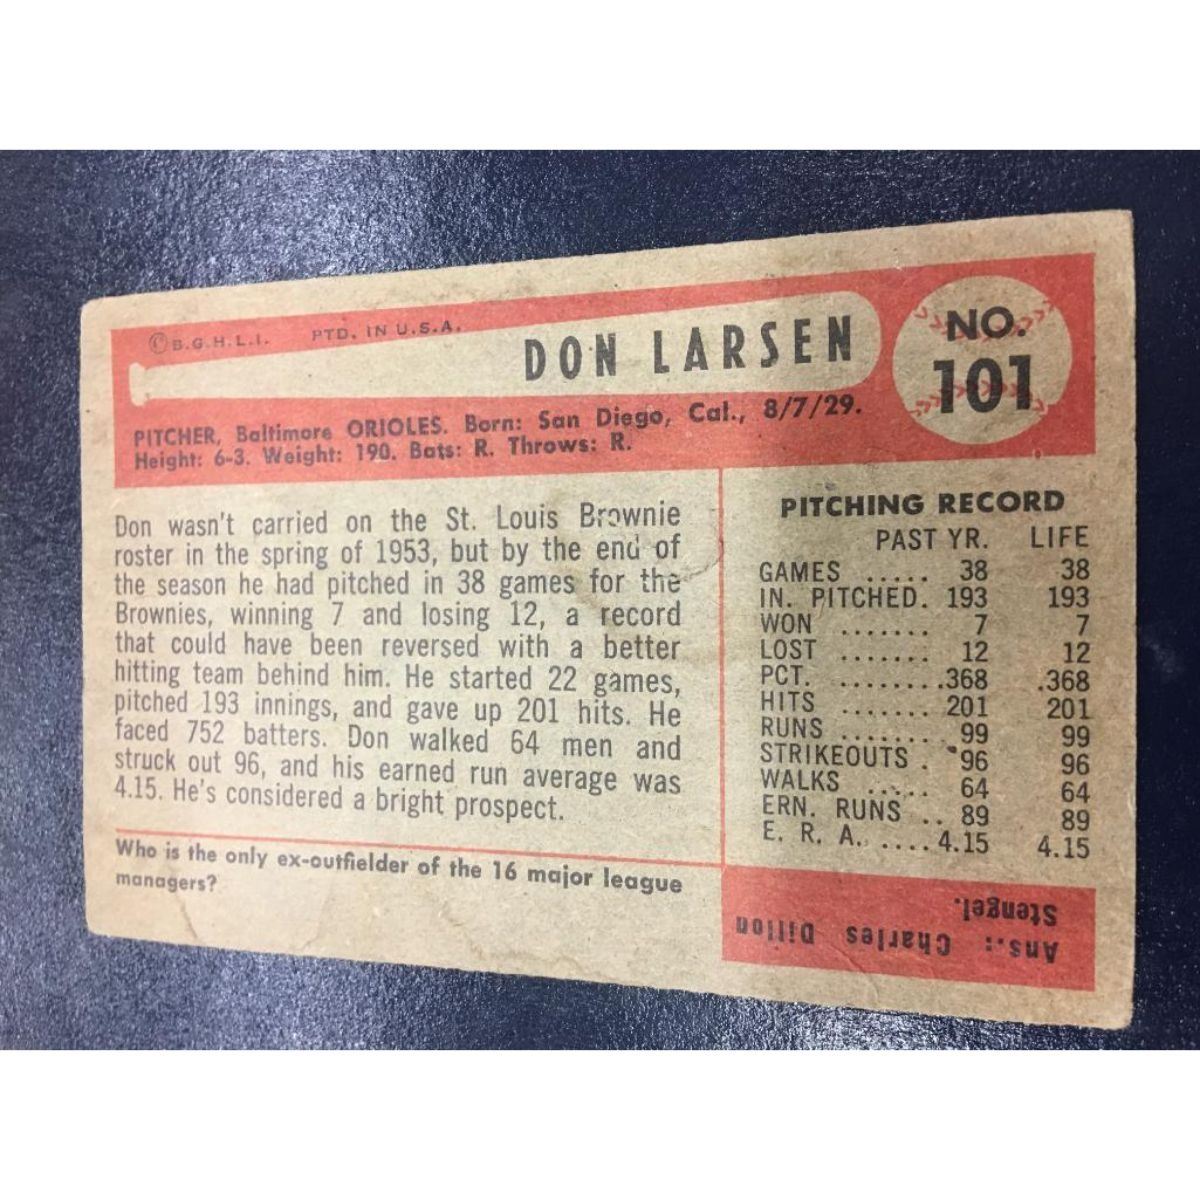 © B.G.H.L.I. PTD. IN U.S.A.
DON LARSEN
NO.
101
PITCHER, Baltimore ORIOLES. Born: San Diego, Cal., 8/7/29.
Height: 6-3. Weight: 190. Bats: R. Throws: R.
Don wasn't carried on the St. Louis Brownie
roster in the spring of 1953, but by the end of
the season he had pitched in 38 games for the
Brownies, winning 7 and losing 12, a record
that could have been reversed with a better
hitting team behind him. He started 22 games,
pitched 193 innings, and gave up 201 hits. He
faced 752 batters. Don walked 64 men and
struck out 96, and his earned run average was
4.15. He's considered a bright prospect.
PITCHING RECORD
PAST YR. LIFE
GAMES ..... 38 38
IN. PITCHED. 193 193
WON ....... 7 7
LOST ....... 12 12
PCT. ........368 .368
HITS ....... 201 201
RUNS ....... 99 99
STRIKEOUTS . 96 96
WALKS ..... 64 64
ERN. RUNS .. 89 89
E. R. A. .... 4.15 4.15
Who is the only ex-outfielder of the 16 major league
managers?
Ans.: Charles Dillon
Stengel.